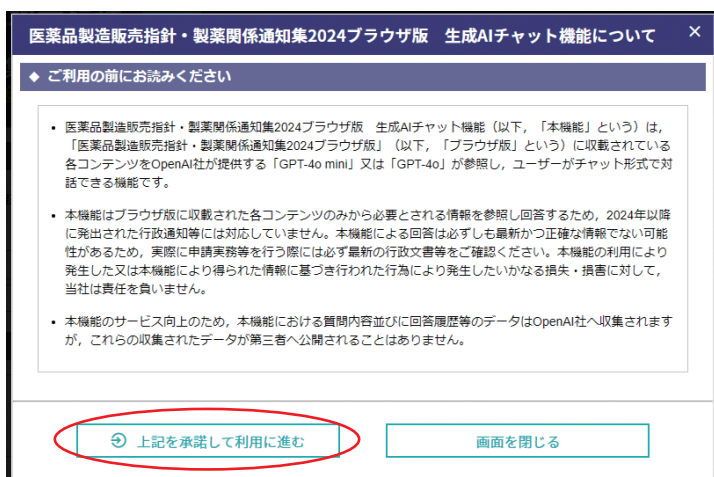 医薬品製造販売指針・製薬関係通知集2024ブラウザ版　生成AIチャット機能について ×
◆ ご利用の前にお読みください
• 医薬品製造販売指針・製薬関係通知集2024ブラウザ版　生成AIチャット機能（以下，「本機能」という）は，
「医薬品製造販売指針・製薬関係通知集2024ブラウザ版」（以下，「ブラウザ版」という）に収載されている
各コンテンツをOpenAI社が提供する「GPT-4o mini」又は「GPT-4o」が参照し，ユーザーがチャット形式で対
話できる機能です。
• 本機能はブラウザ版に収載された各コンテンツのみから必要とされる情報を参照し回答するため，2024年以降
に発出された行政通知等には対応していません。本機能による回答は必ずしも最新かつ正確な情報でない可能
性があるため，実際に申請実務等を行う際には必ず最新の行政文書等をご確認ください。本機能の利用により
発生した又は本機能により得られた情報に基づき行われた行為により発生したいかなる損失・損害に対して，
当社は責任を負いません。
• 本機能のサービス向上のため，本機能における質問内容並びに回答履歴等のデータはOpenAI社へ収集されます
が，これらの収集されたデータが第三者へ公開されることはありません。
上記を承諾して利用に進む
画面を閉じる